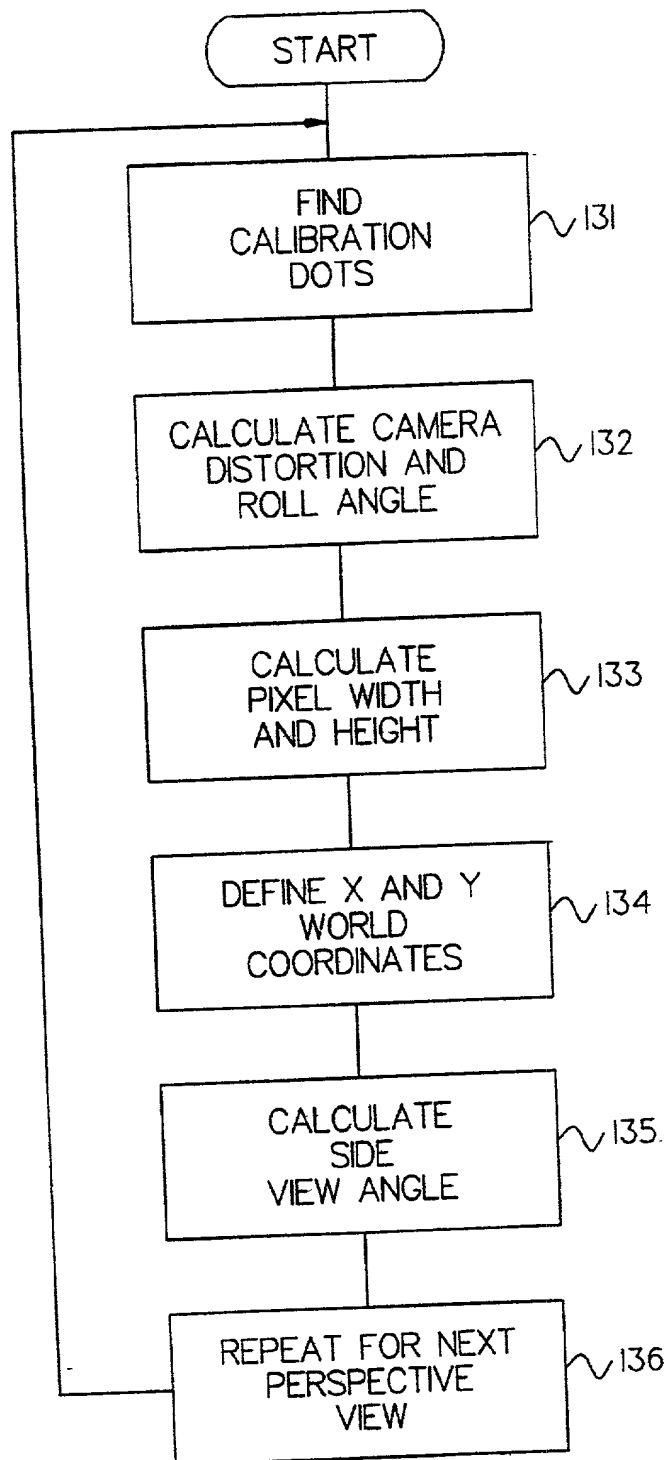 START
FIND
CALIBRATION
DOTS
131
CALCULATE CAMERA
DISTORTION AND
ROLL ANGLE
132
CALCULATE
PIXEL WIDTH
AND HEIGHT
133
DEFINE X AND Y
WORLD
COORDINATES
134
CALCULATE
SIDE
VIEW ANGLE
135
REPEAT FOR NEXT
PERSPECTIVE
VIEW
136